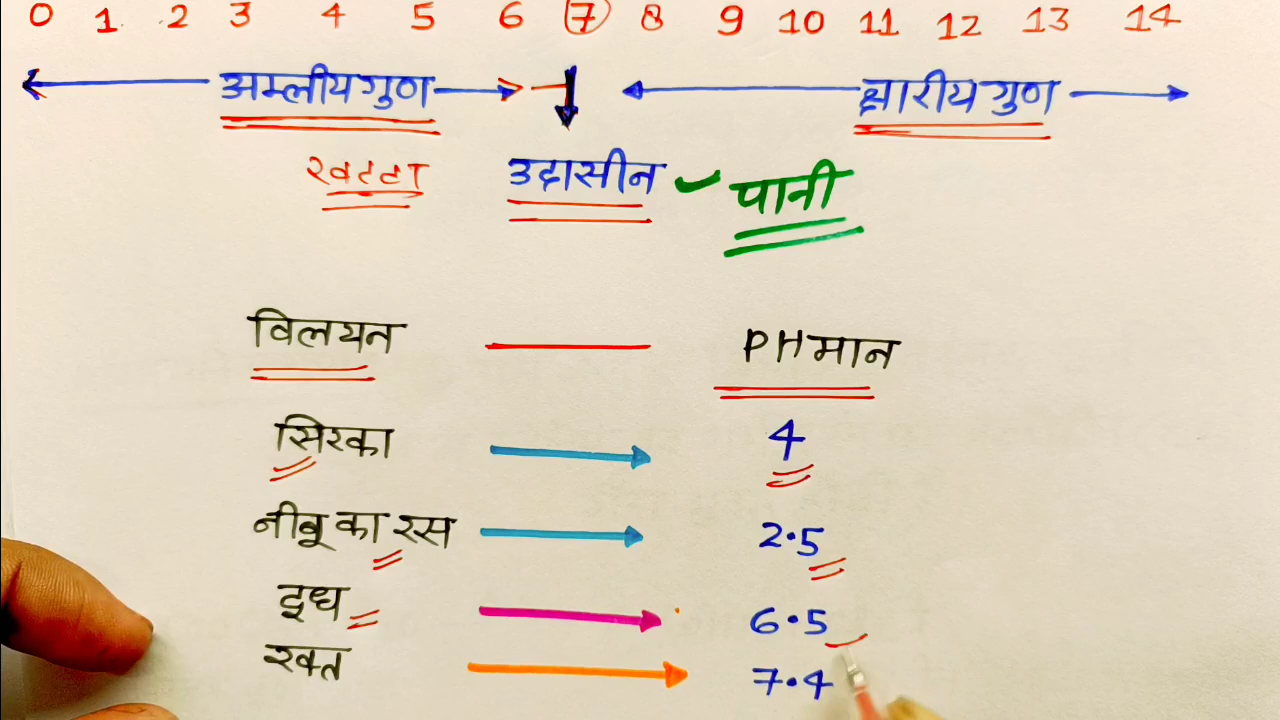 0 1 2 3 4 5 6 7 8 9 10 11 12 13 14
अम्लीय गुण क्षारीय गुण
खट्टा उदासीन पानी
विलयन PH मान
सिरका 4
नीबू का रस 2.5
दूध 6.5
रक्त 7.4